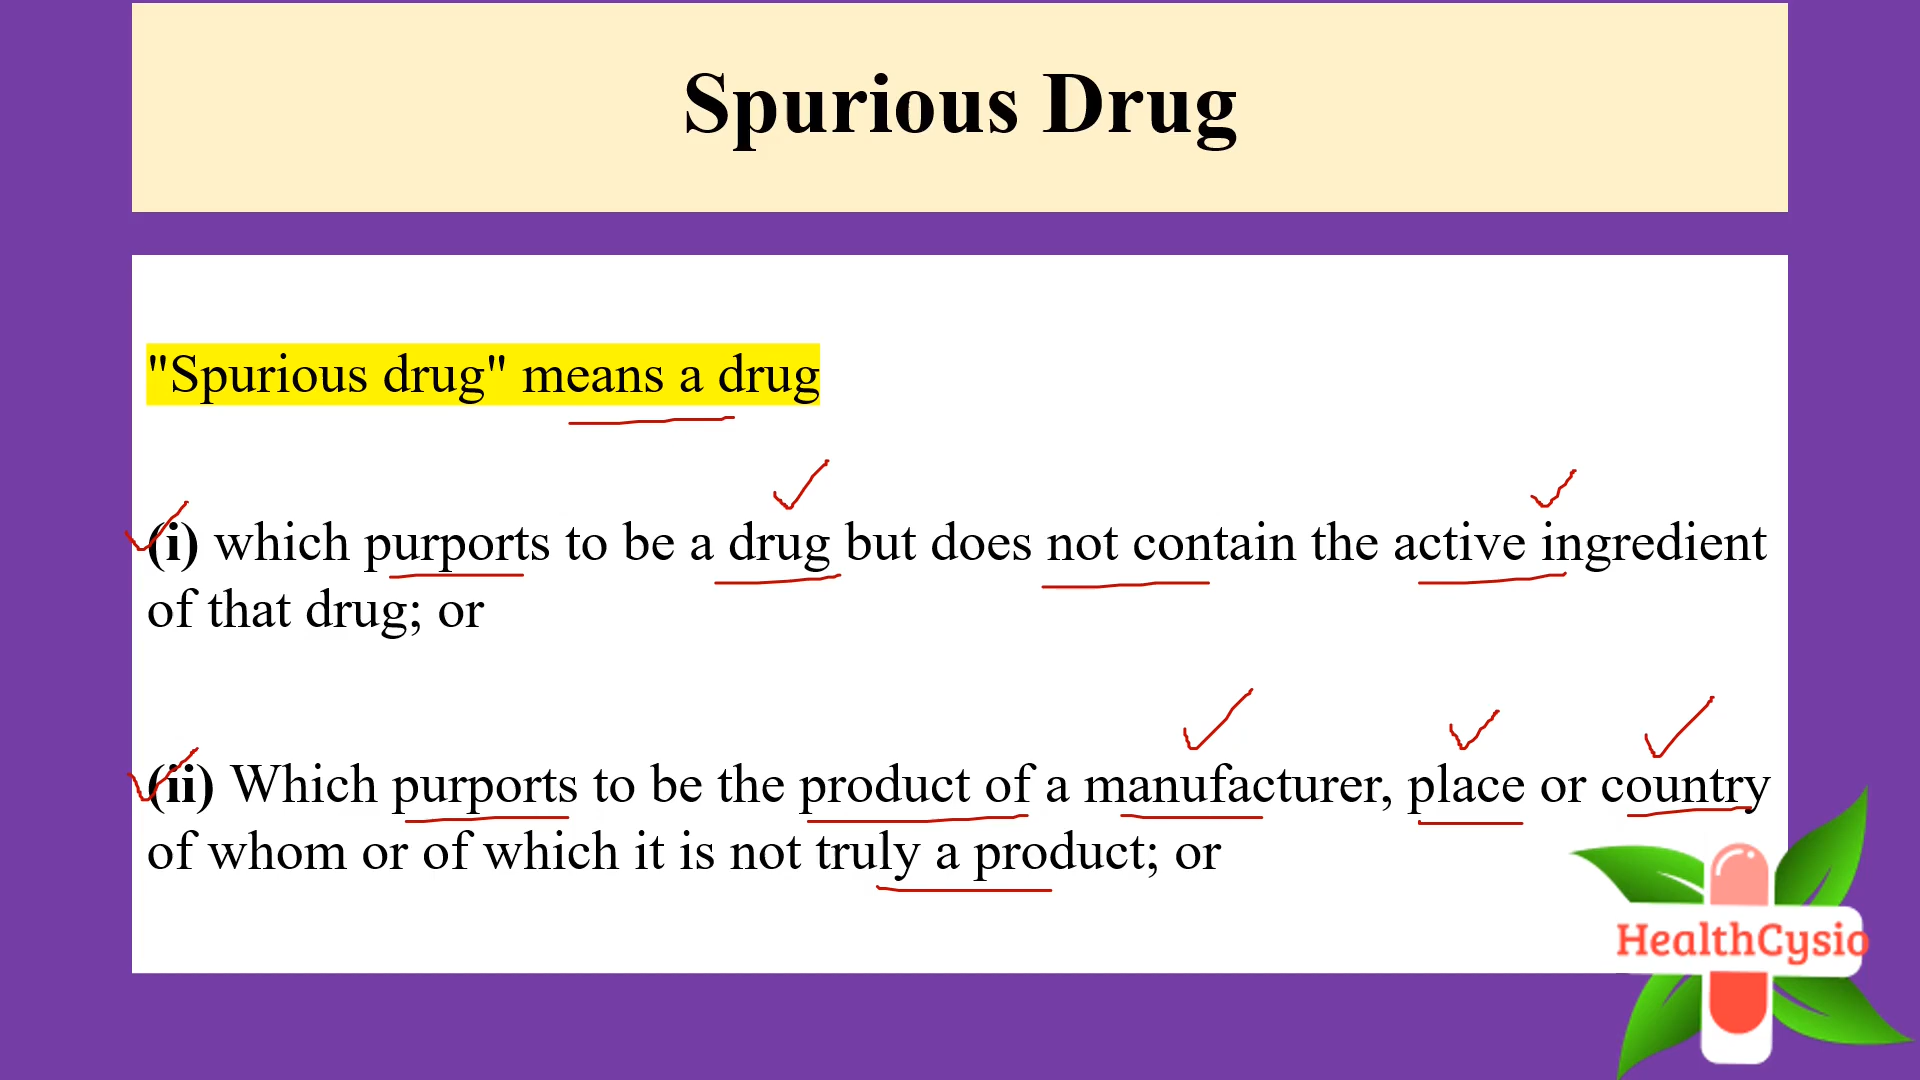 Spurious Drug
"Spurious drug" means a drug
(i) which purports to be a drug but does not contain the active ingredient
of that drug; or
(ii) Which purports to be the product of a manufacturer, place or country
of whom or of which it is not truly a product; or
HealthCysio